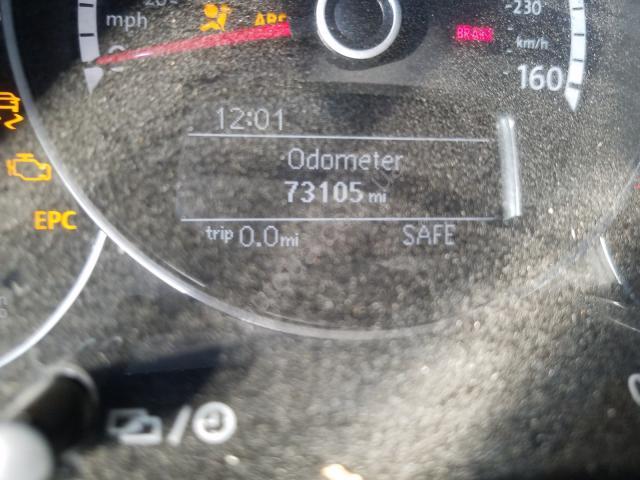 mph
ABS
BRAKE
230
km/h
160
12:01
Odometer
73105 mi
trip 0.0 mi
SAFE
EPC